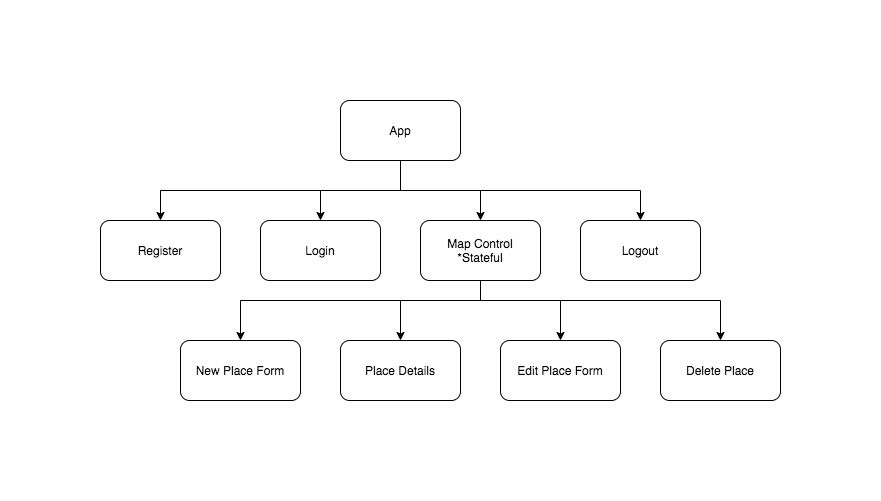 App
Register
Login
Map Control
*Stateful
Logout
New Place Form
Place Details
Edit Place Form
Delete Place